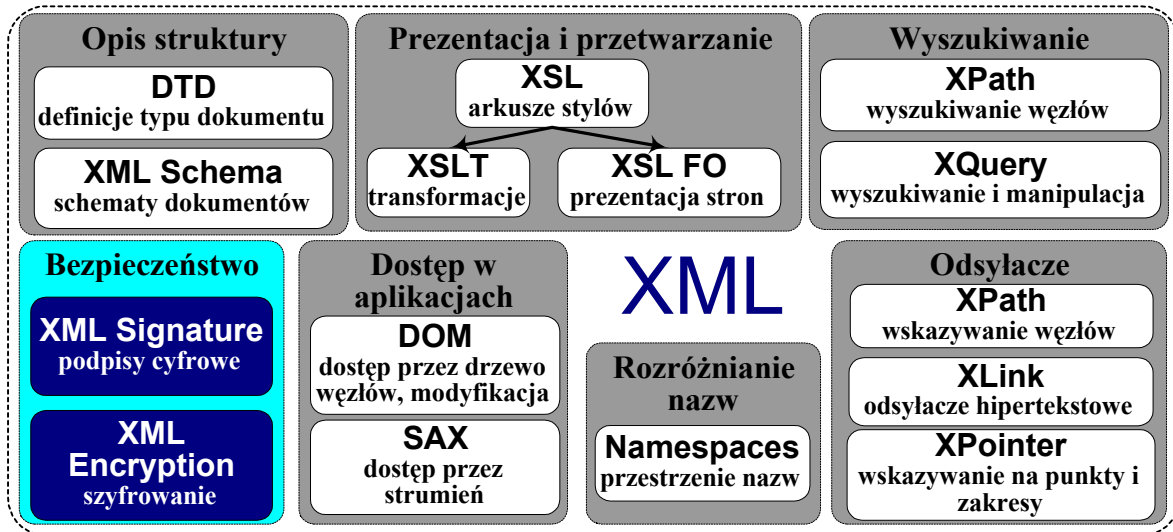 Opis struktury
DTD
definicje typu dokumentu
XML Schema
schematy dokumentów
Prezentacja i przetwarzanie
XSL
arkusze stylów
XSLT
transformacje
XSL FO
prezentacja stron
Wyszukiwanie
XPath
wyszukiwanie węzłów
XQuery
wyszukiwanie i manipulacja
Bezpieczeństwo
XML Signature
podpisy cyfrowe
XML
Encryption
szyfrowanie
Dostęp w
aplikacjach
DOM
dostęp przez drzewo
węzłów, modyfikacja
SAX
dostęp przez
strumień
XML
Rozróżnianie
nazw
Namespaces
przestrzenie nazw
Odsyłacze
XPath
wskazywanie węzłów
XLink
odsyłacze hipertekstowe
XPointer
wskazywanie na punkty i
zakresy